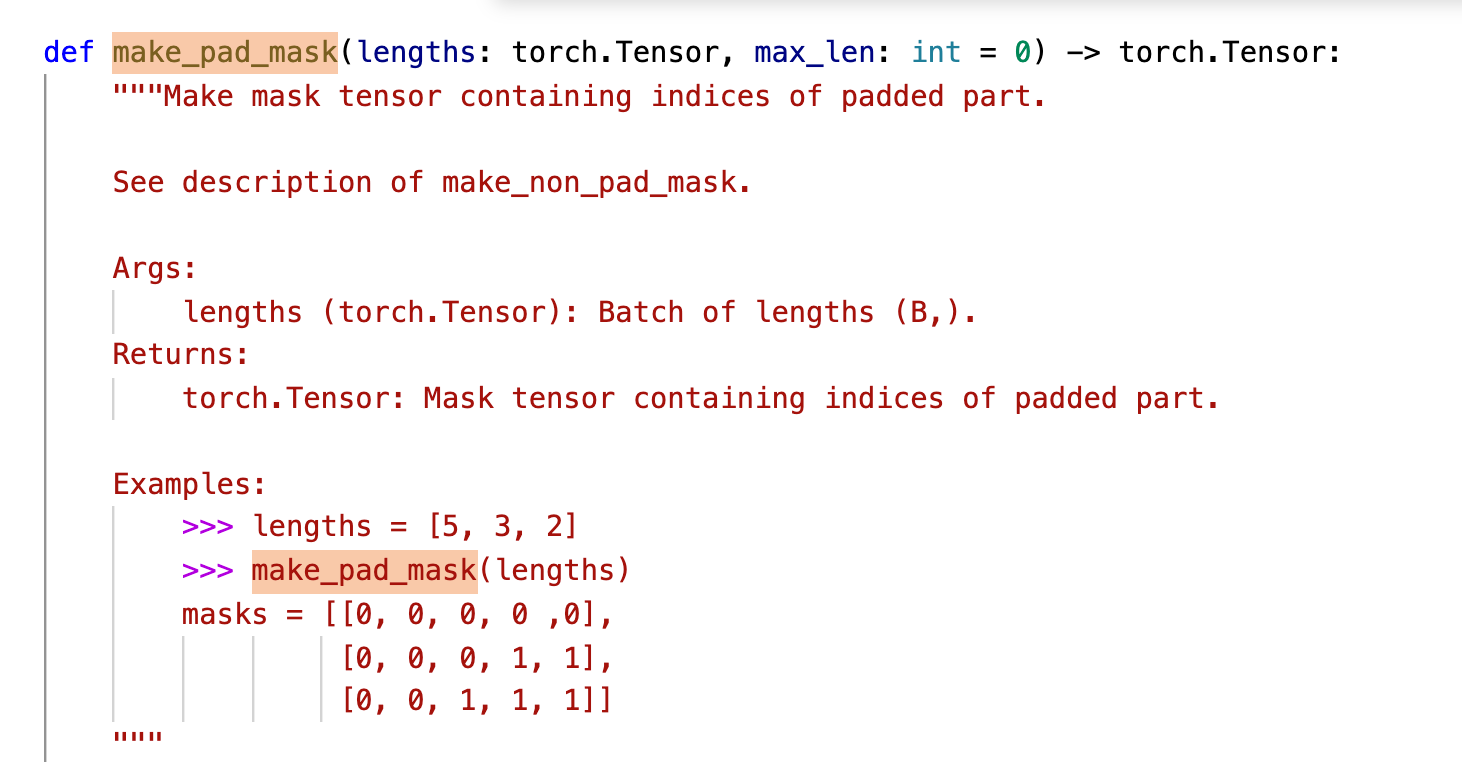 def make_pad_mask(lengths: torch.Tensor, max_len: int = 0) -> torch.Tensor:
"""Make mask tensor containing indices of padded part.
See description of make_non_pad_mask.
Args:
lengths (torch.Tensor): Batch of lengths (B,).
Returns:
torch.Tensor: Mask tensor containing indices of padded part.
Examples:
>>> lengths = [5, 3, 2]
>>> make_pad_mask(lengths)
masks = [[0, 0, 0, 0 ,0],
[0, 0, 0, 1, 1],
[0, 0, 1, 1, 1]]
"""